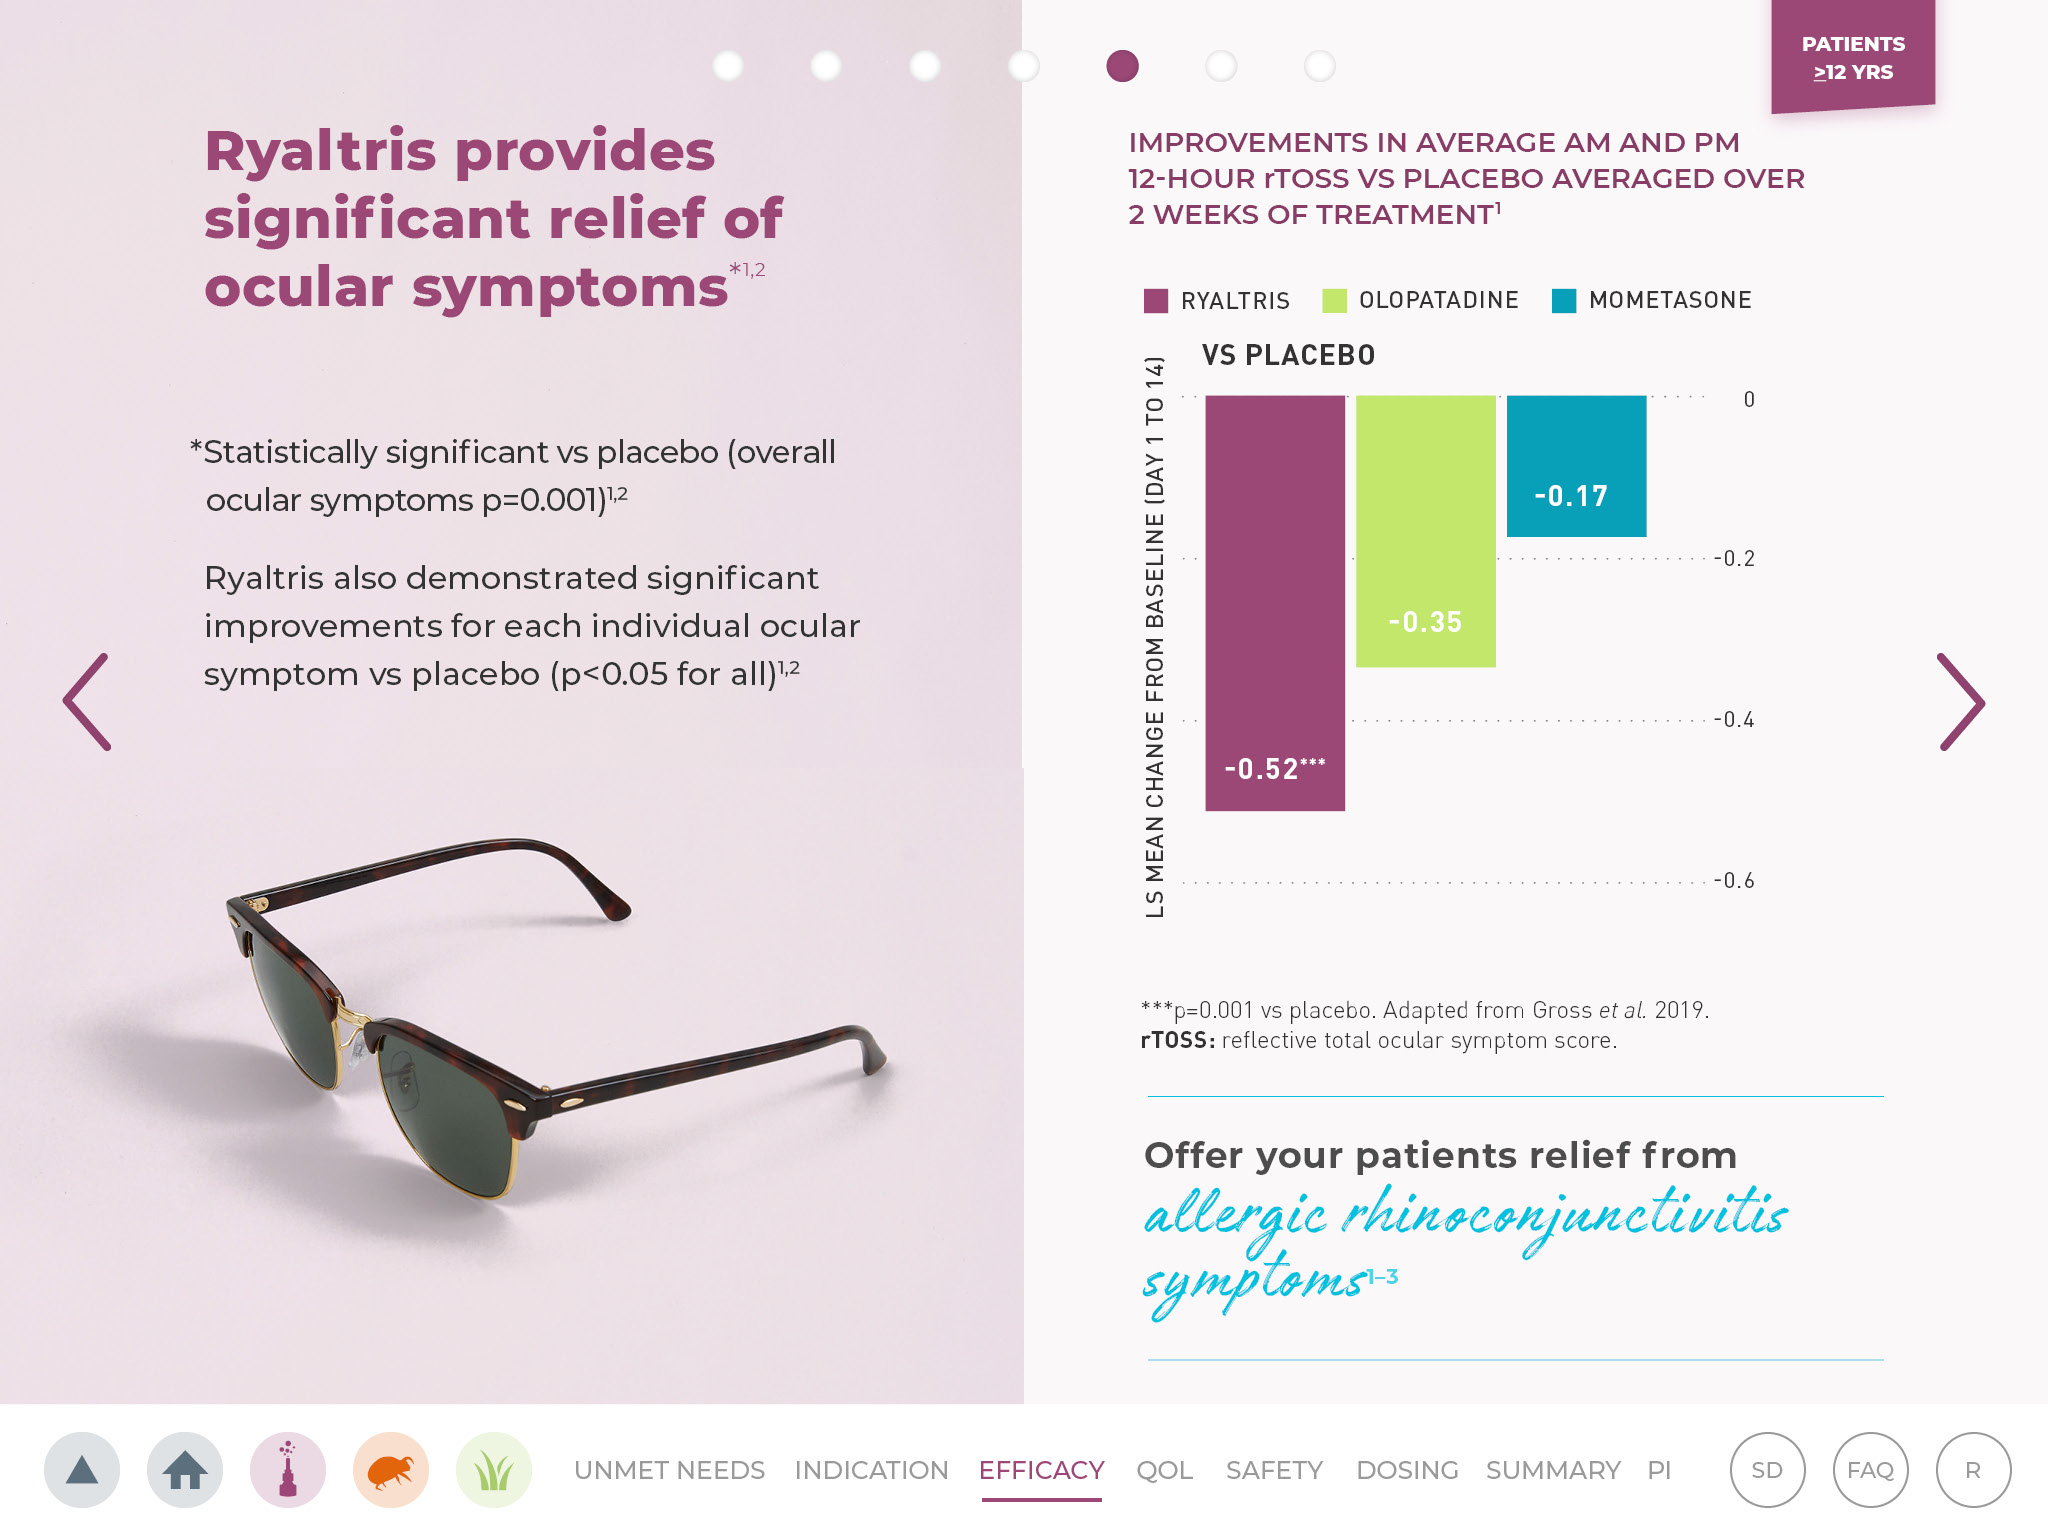 PATIENTS
≥12 YRS
Ryaltris provides
significant relief of
ocular symptoms*1,2
*Statistically significant vs placebo (overall
ocular symptoms p=0.001)1,2
Ryaltris also demonstrated significant
improvements for each individual ocular
symptom vs placebo (p<0.05 for all)1,2
IMPROVEMENTS IN AVERAGE AM AND PM
12-HOUR rTOSS VS PLACEBO AVERAGED OVER
2 WEEKS OF TREATMENT1
RYALTRIS OLOPATADINE MOMETASONE
VS PLACEBO
LS MEAN CHANGE FROM BASELINE (DAY 1 TO 14)
0
-0.17
-0.2
-0.35
-0.4
-0.52***
-0.6
***p=0.001 vs placebo. Adapted from Gross et al. 2019.
rTOSS: reflective total ocular symptom score.
Offer your patients relief from
allergic rhinoconjunctivitis
symptoms1–3
UNMET NEEDS INDICATION EFFICACY QOL SAFETY DOSING SUMMARY PI SD FAQ R